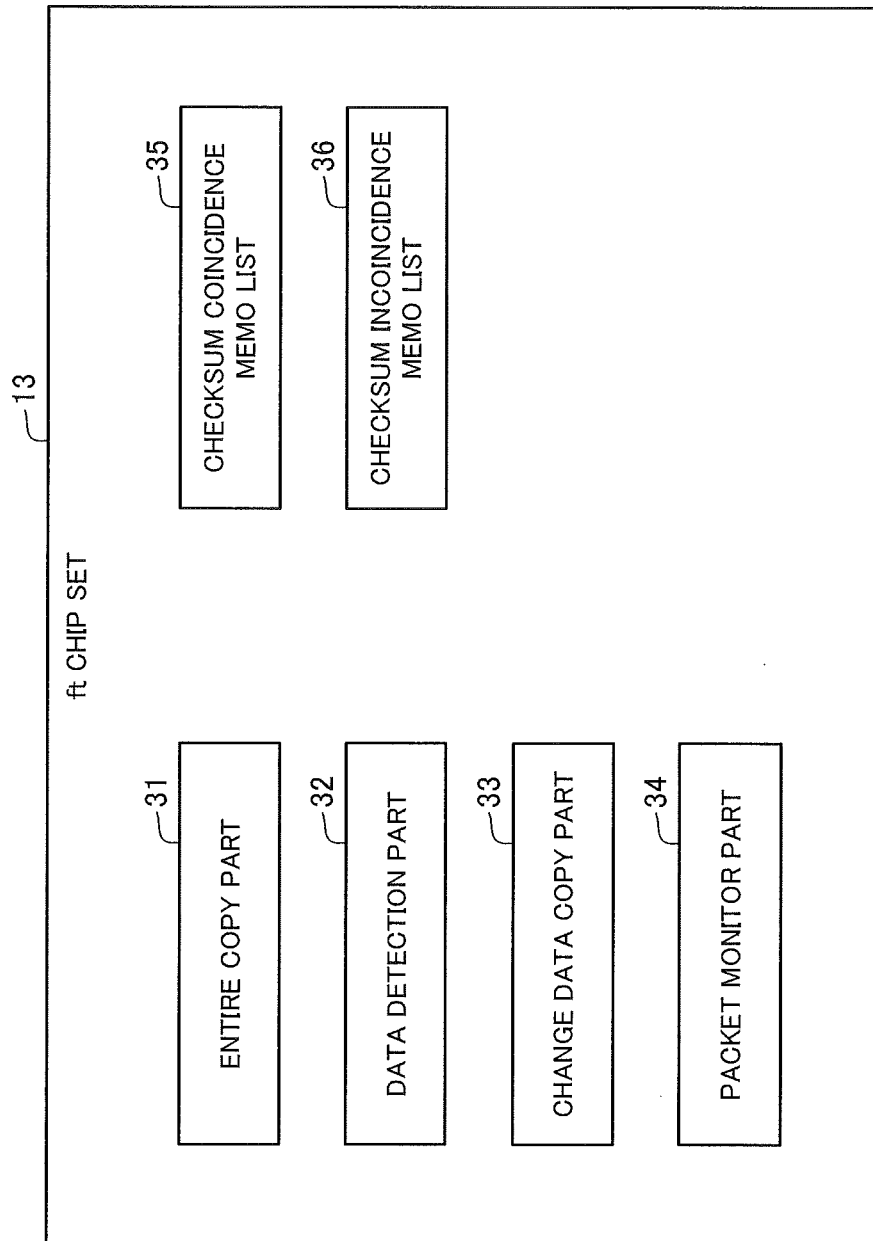 13
ft CHIP SET
31
ENTIRE COPY PART
32
DATA DETECTION PART
33
CHANGE DATA COPY PART
34
PACKET MONITOR PART
35
CHECKSUM COINCIDENCE
MEMO LIST
36
CHECKSUM INCOINCIDENCE
MEMO LIST